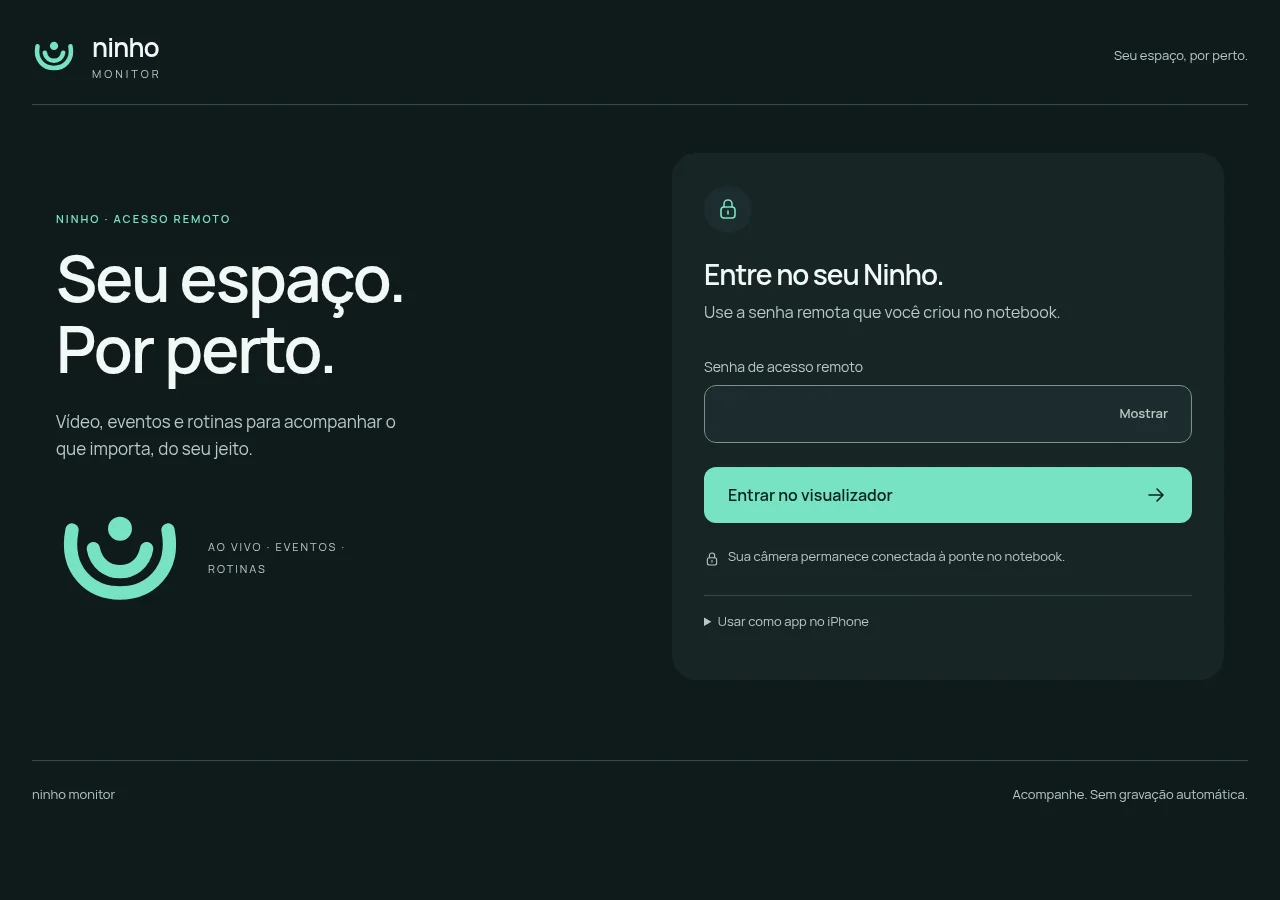 ninho
MONITOR
Seu espaço, por perto.
NINHO · ACESSO REMOTO
Seu espaço.
Por perto.
Vídeo, eventos e rotinas para acompanhar o
que importa, do seu jeito.
AO VIVO · EVENTOS ·
ROTINAS
Entre no seu Ninho.
Use a senha remota que você criou no notebook.
Senha de acesso remoto
Mostrar
Entrar no visualizador
Sua câmera permanece conectada à ponte no notebook.
Usar como app no iPhone
ninho monitor
Acompanhe. Sem gravação automática.